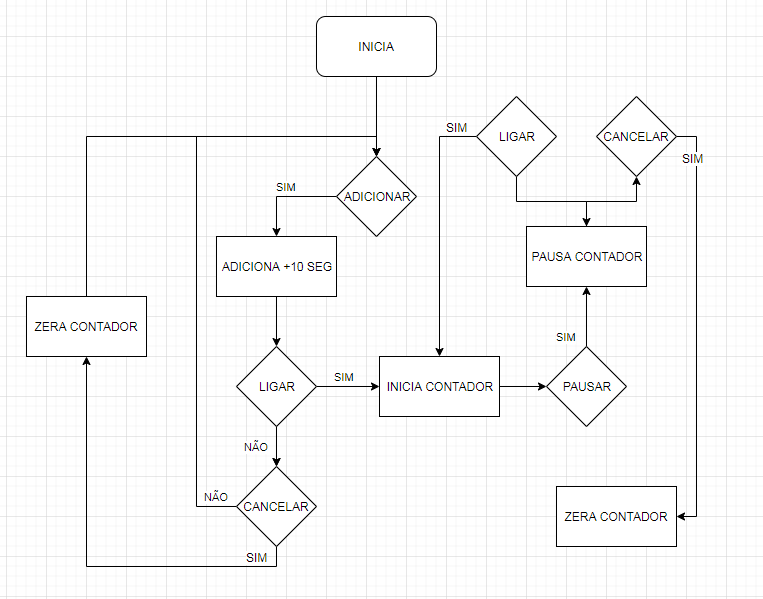 INICIA
SIM
LIGAR
CANCELAR
SIM
SIM
ADICIONAR
ADICIONA +10 SEG
PAUSA CONTADOR
ZERA CONTADOR
SIM
LIGAR
SIM
INICIA CONTADOR
PAUSAR
NÃO
NÃO
CANCELAR
ZERA CONTADOR
SIM